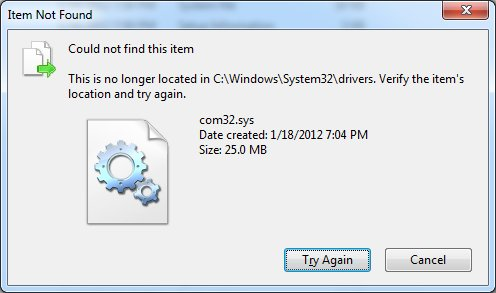 Item Not Found
Could not find this item
This is no longer located in C:\Windows\System32\drivers. Verify the item's
location and try again.
com32.sys
Date created: 1/18/2012 7:04 PM
Size: 25.0 MB
Try Again
Cancel